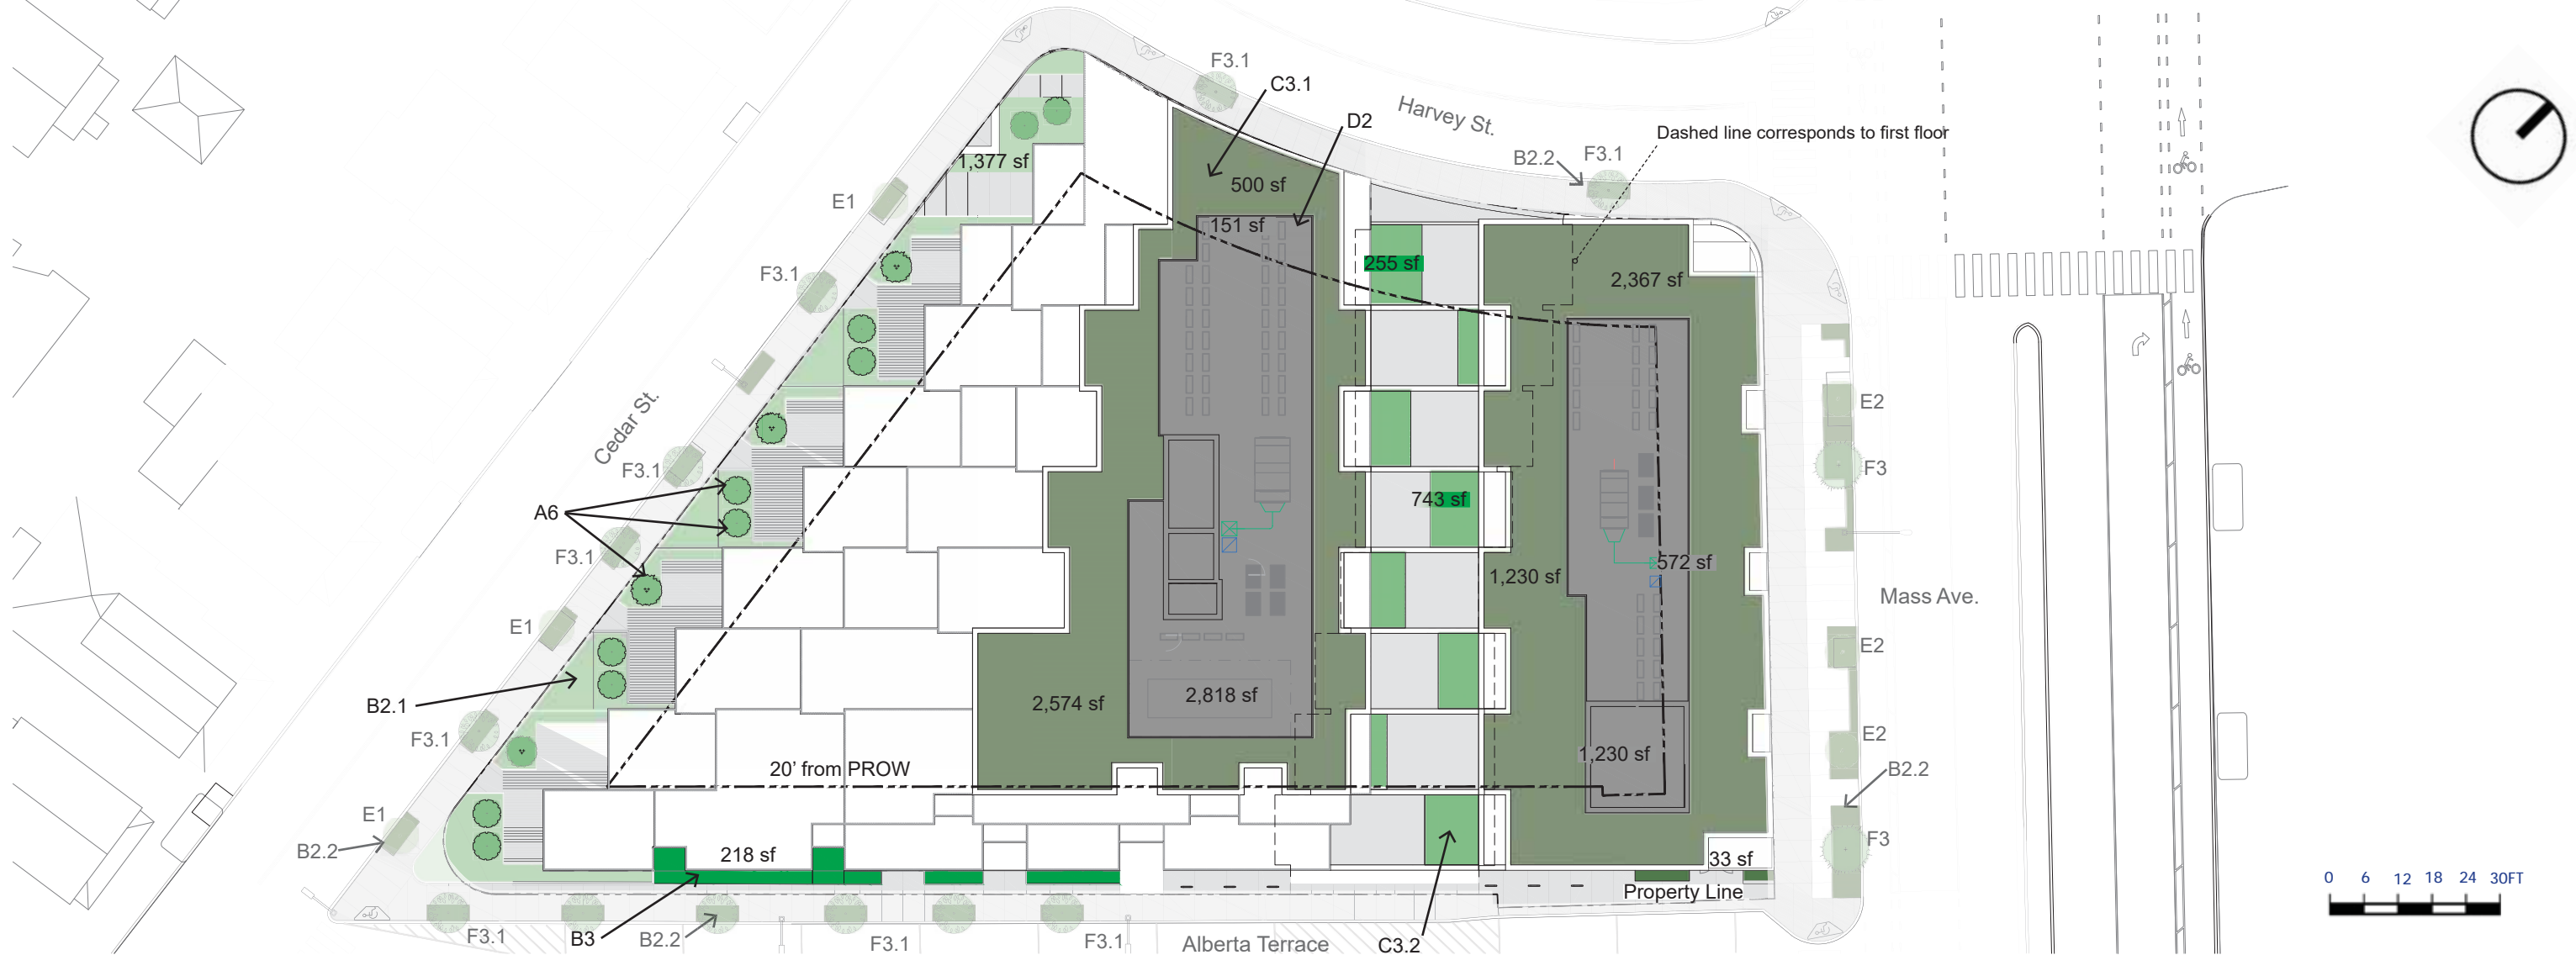 F3.1
C3.1
Harvey St.
D2
Dashed line corresponds to first floor
B2.2
F3.1
1,377 sf
500 sf
E1
151 sf
255 sf
2,367 sf
F3.1
E2
Cedar St.
F3.1
F3
743 sf
A6
F3.1
572 sf
1,230 sf
Mass Ave.
E1
E2
B2.1
2,574 sf
2,818 sf
F3.1
E2
20' from PROW
1,230 sf
B2.2
E1
B2.2
218 sf
F3
33 sf
0 6 12 18 24 30FT
Property Line
F3.1
B3
B2.2
F3.1
F3.1
Alberta Terrace
C3.2